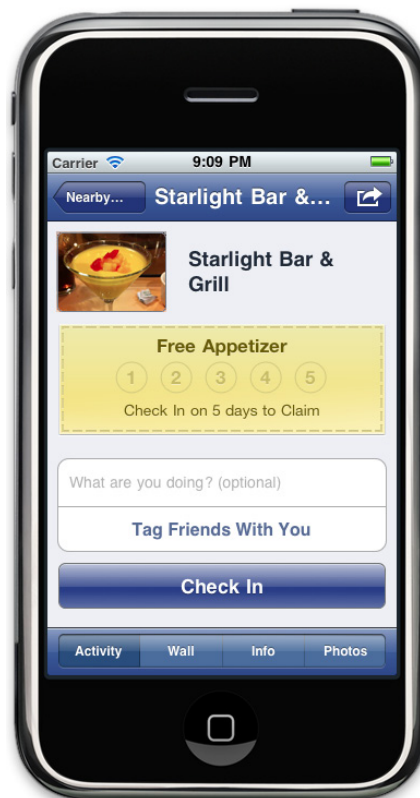 Carrier 9:09 PM
Nearby... Starlight Bar &...
Starlight Bar &
Grill
Free Appetizer
1 2 3 4 5
Check In on 5 days to Claim
What are you doing? (optional)
Tag Friends With You
Check In
Activity Wall Info Photos